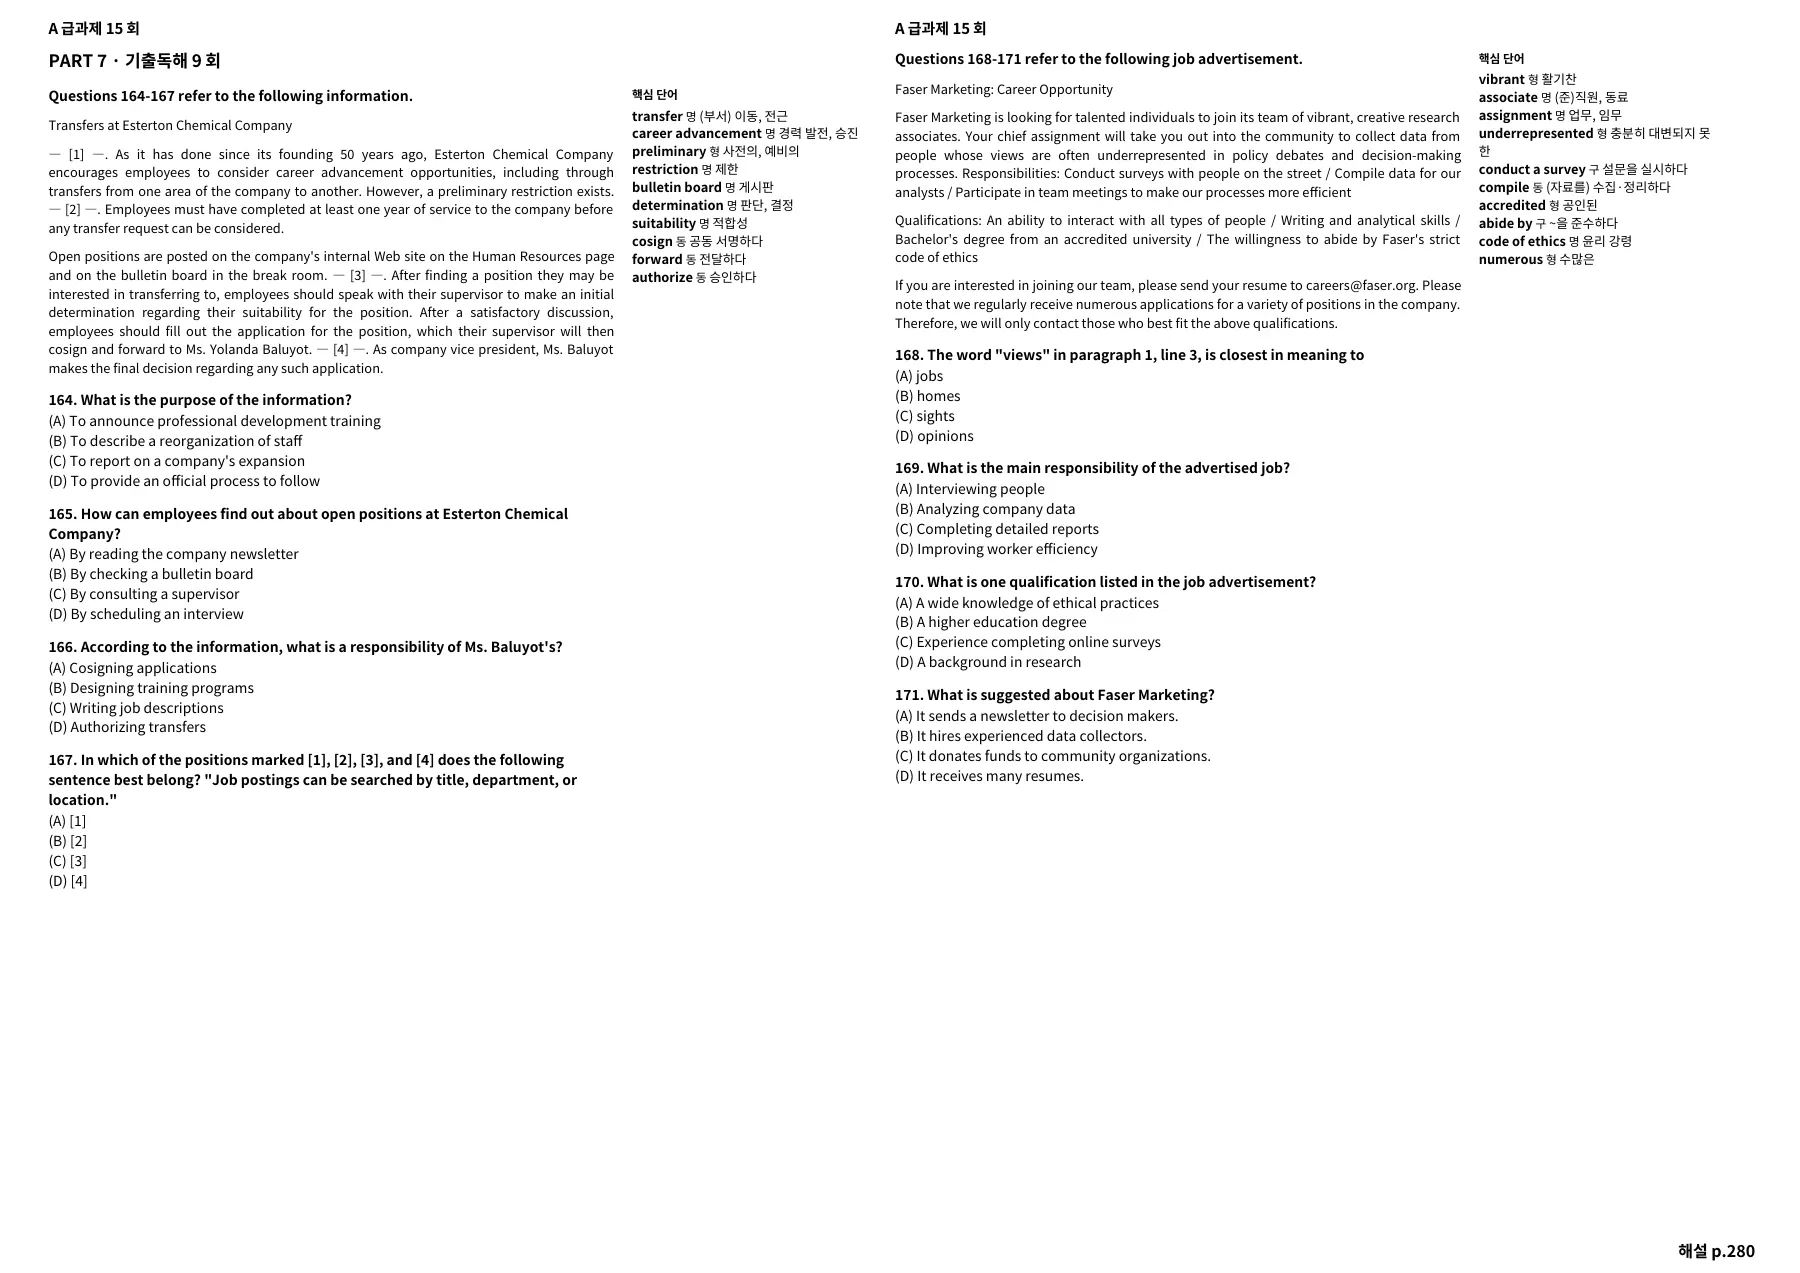 A 급과제 15 회
PART 7 · 기출독해 9 회
Questions 164-167 refer to the following information.
Transfers at Esterton Chemical Company
— [1] —. As it has done since its founding 50 years ago, Esterton Chemical Company
encourages employees to consider career advancement opportunities, including through
transfers from one area of the company to another. However, a preliminary restriction exists.
— [2] —. Employees must have completed at least one year of service to the company before
any transfer request can be considered.
Open positions are posted on the company's internal Web site on the Human Resources page
and on the bulletin board in the break room. — [3] —. After finding a position they may be
interested in transferring to, employees should speak with their supervisor to make an initial
determination regarding their suitability for the position. After a satisfactory discussion,
employees should fill out the application for the position, which their supervisor will then
cosign and forward to Ms. Yolanda Baluyot. — [4] —. As company vice president, Ms. Baluyot
makes the final decision regarding any such application.
164. What is the purpose of the information?
(A) To announce professional development training
(B) To describe a reorganization of staff
(C) To report on a company's expansion
(D) To provide an official process to follow
165. How can employees find out about open positions at Esterton Chemical
Company?
(A) By reading the company newsletter
(B) By checking a bulletin board
(C) By consulting a supervisor
(D) By scheduling an interview
166. According to the information, what is a responsibility of Ms. Baluyot's?
(A) Cosigning applications
(B) Designing training programs
(C) Writing job descriptions
(D) Authorizing transfers
167. In which of the positions marked [1], [2], [3], and [4] does the following
sentence best belong? "Job postings can be searched by title, department, or
location."
(A) [1]
(B) [2]
(C) [3]
(D) [4]
핵심 단어
transfer 명 (부서) 이동, 전근
career advancement 명 경력 발전, 승진
preliminary 형 사전의, 예비의
restriction 명 제한
bulletin board 명 게시판
determination 명 판단, 결정
suitability 명 적합성
cosign 동 공동 서명하다
forward 동 전달하다
authorize 동 승인하다
A 급과제 15 회
Questions 168-171 refer to the following job advertisement.
Faser Marketing: Career Opportunity
Faser Marketing is looking for talented individuals to join its team of vibrant, creative research
associates. Your chief assignment will take you out into the community to collect data from
people whose views are often underrepresented in policy debates and decision-making
processes. Responsibilities: Conduct surveys with people on the street / Compile data for our
analysts / Participate in team meetings to make our processes more efficient
Qualifications: An ability to interact with all types of people / Writing and analytical skills /
Bachelor's degree from an accredited university / The willingness to abide by Faser's strict
code of ethics
If you are interested in joining our team, please send your resume to careers@faser.org. Please
note that we regularly receive numerous applications for a variety of positions in the company.
Therefore, we will only contact those who best fit the above qualifications.
168. The word "views" in paragraph 1, line 3, is closest in meaning to
(A) jobs
(B) homes
(C) sights
(D) opinions
169. What is the main responsibility of the advertised job?
(A) Interviewing people
(B) Analyzing company data
(C) Completing detailed reports
(D) Improving worker efficiency
170. What is one qualification listed in the job advertisement?
(A) A wide knowledge of ethical practices
(B) A higher education degree
(C) Experience completing online surveys
(D) A background in research
171. What is suggested about Faser Marketing?
(A) It sends a newsletter to decision makers.
(B) It hires experienced data collectors.
(C) It donates funds to community organizations.
(D) It receives many resumes.
핵심 단어
vibrant 형 활기찬
associate 명 (준)직원, 동료
assignment 명 업무, 임무
underrepresented 형 충분히 대변되지 못
한
conduct a survey 구 설문을 실시하다
compile 동 (자료를) 수집·정리하다
accredited 형 공인된
abide by 구 ~을 준수하다
code of ethics 명 윤리 강령
numerous 형 수많은
해설 p.280